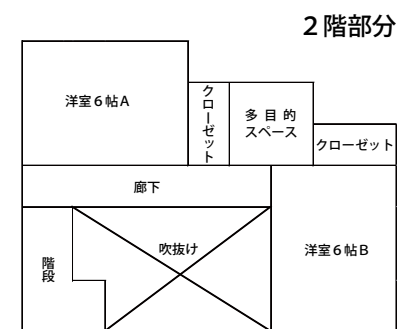 ２階部分
洋室６帖A
クローゼット
多目的
スペース
クローゼット
廊下
吹抜け
階段
洋室６帖B